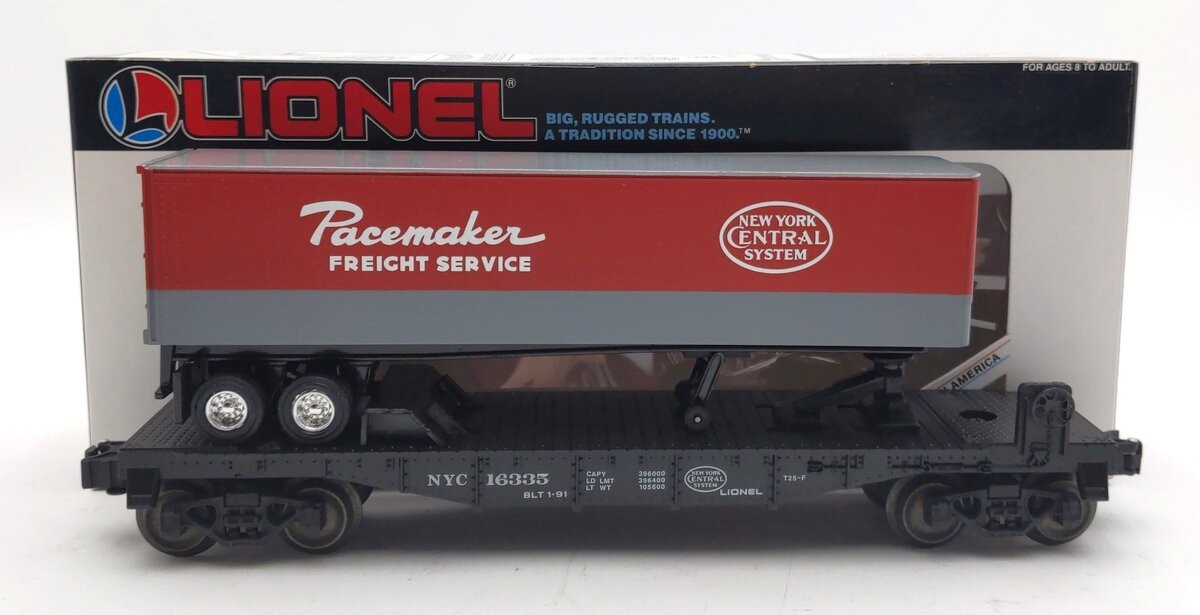 LIONEL®
BIG, RUGGED TRAINS.
A TRADITION SINCE 1900.™
FOR AGES 8 TO ADULT.
Pacemaker
FREIGHT SERVICE
NEW YORK
CENTRAL
SYSTEM
AMERICA
NYC 16335
BLT 1-91
CAPY 396000
LD LMT 396400
LT WT 105600
NEW YORK
CENTRAL
SYSTEM
LIONEL
T25-F